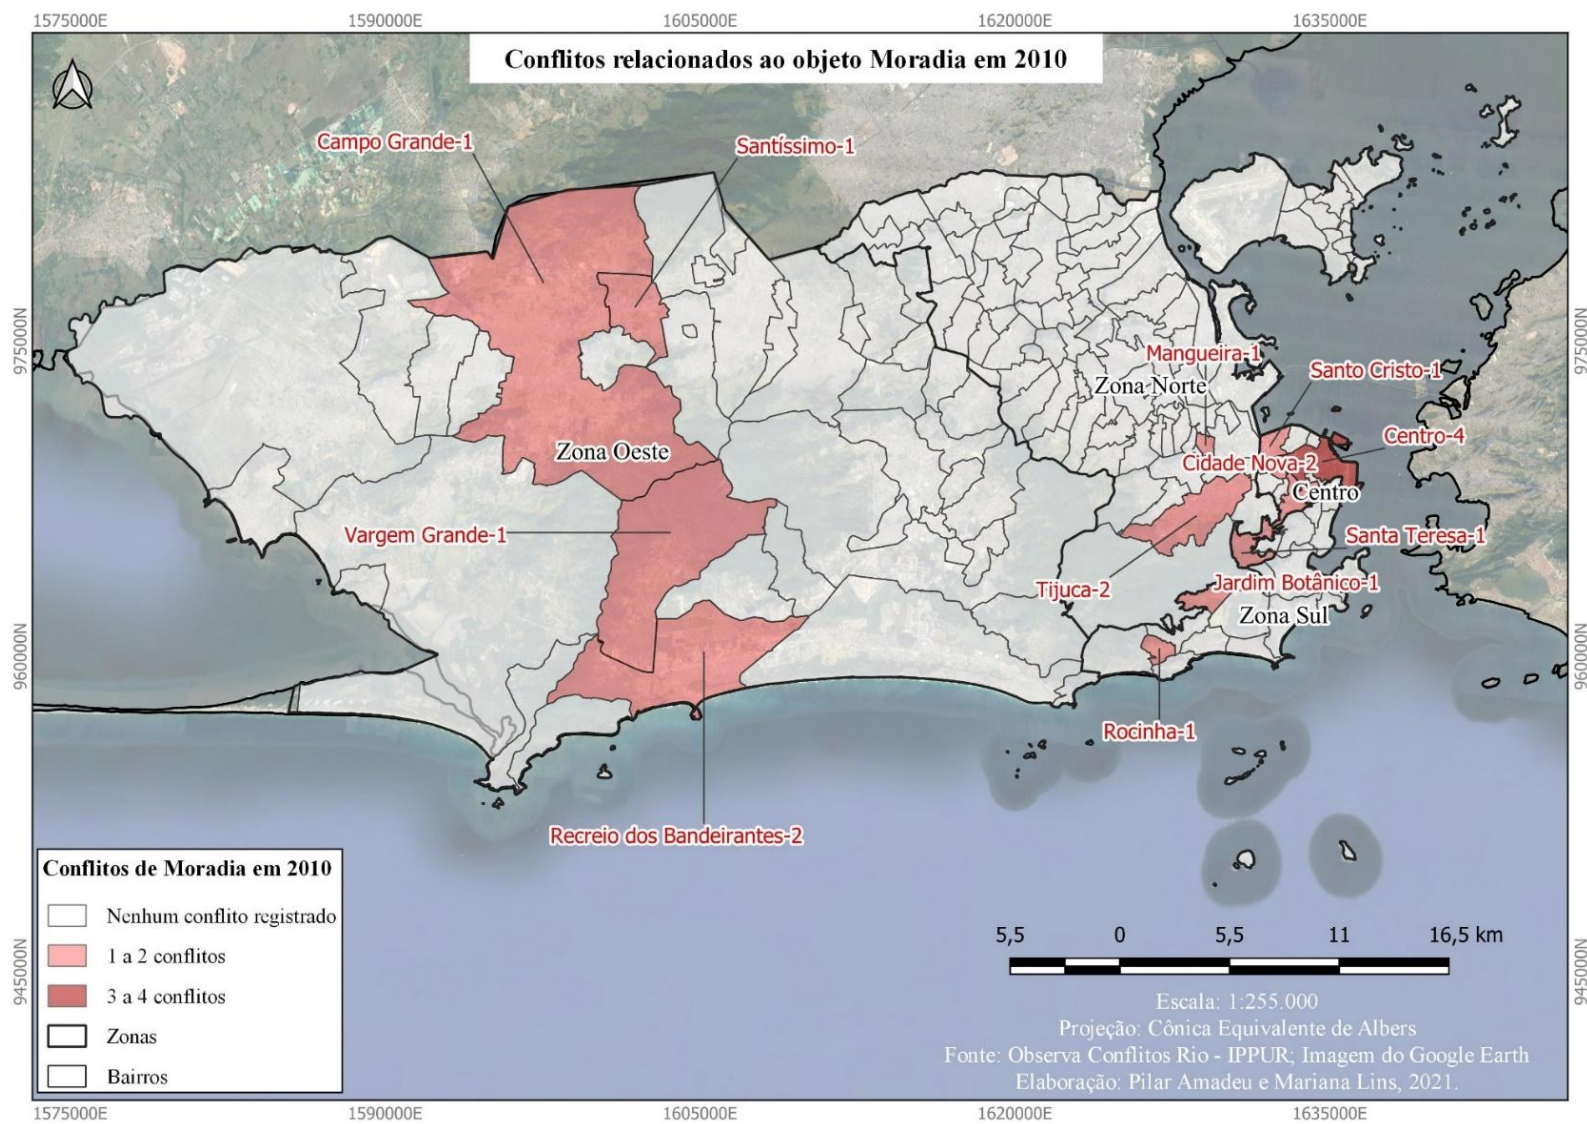 1575000E
1590000E
1605000E
1620000E
1635000E
Conflitos relacionados ao objeto Moradia em 2010
Campo Grande-1
Santíssimo-1
975000N
975000N
Mangueira-1
Santo Cristo-1
Zona Norte
Centro-4
Zona Oeste
Cidade Nova-2
Centro
Vargem Grande-1
Santa Teresa-1
Tijuca-2
Jardim Botânico-1
Zona Sul
960000N
960000N
Rocinha-1
Recreio dos Bandeirantes-2
Conflitos de Moradia em 2010
Nenhum conflito registrado
1 a 2 conflitos
3 a 4 conflitos
Zonas
Bairros
945000N
945000N
5,5
0
5,5
11
16,5 km
Escala: 1:255.000
Projeção: Cônica Equivalente de Albers
Fonte: Observa Conflitos Rio - IPPUR; Imagem do Google Earth
Elaboração: Pilar Amadeu e Mariana Lins, 2021.
1575000E
1590000E
1605000E
1620000E
1635000E